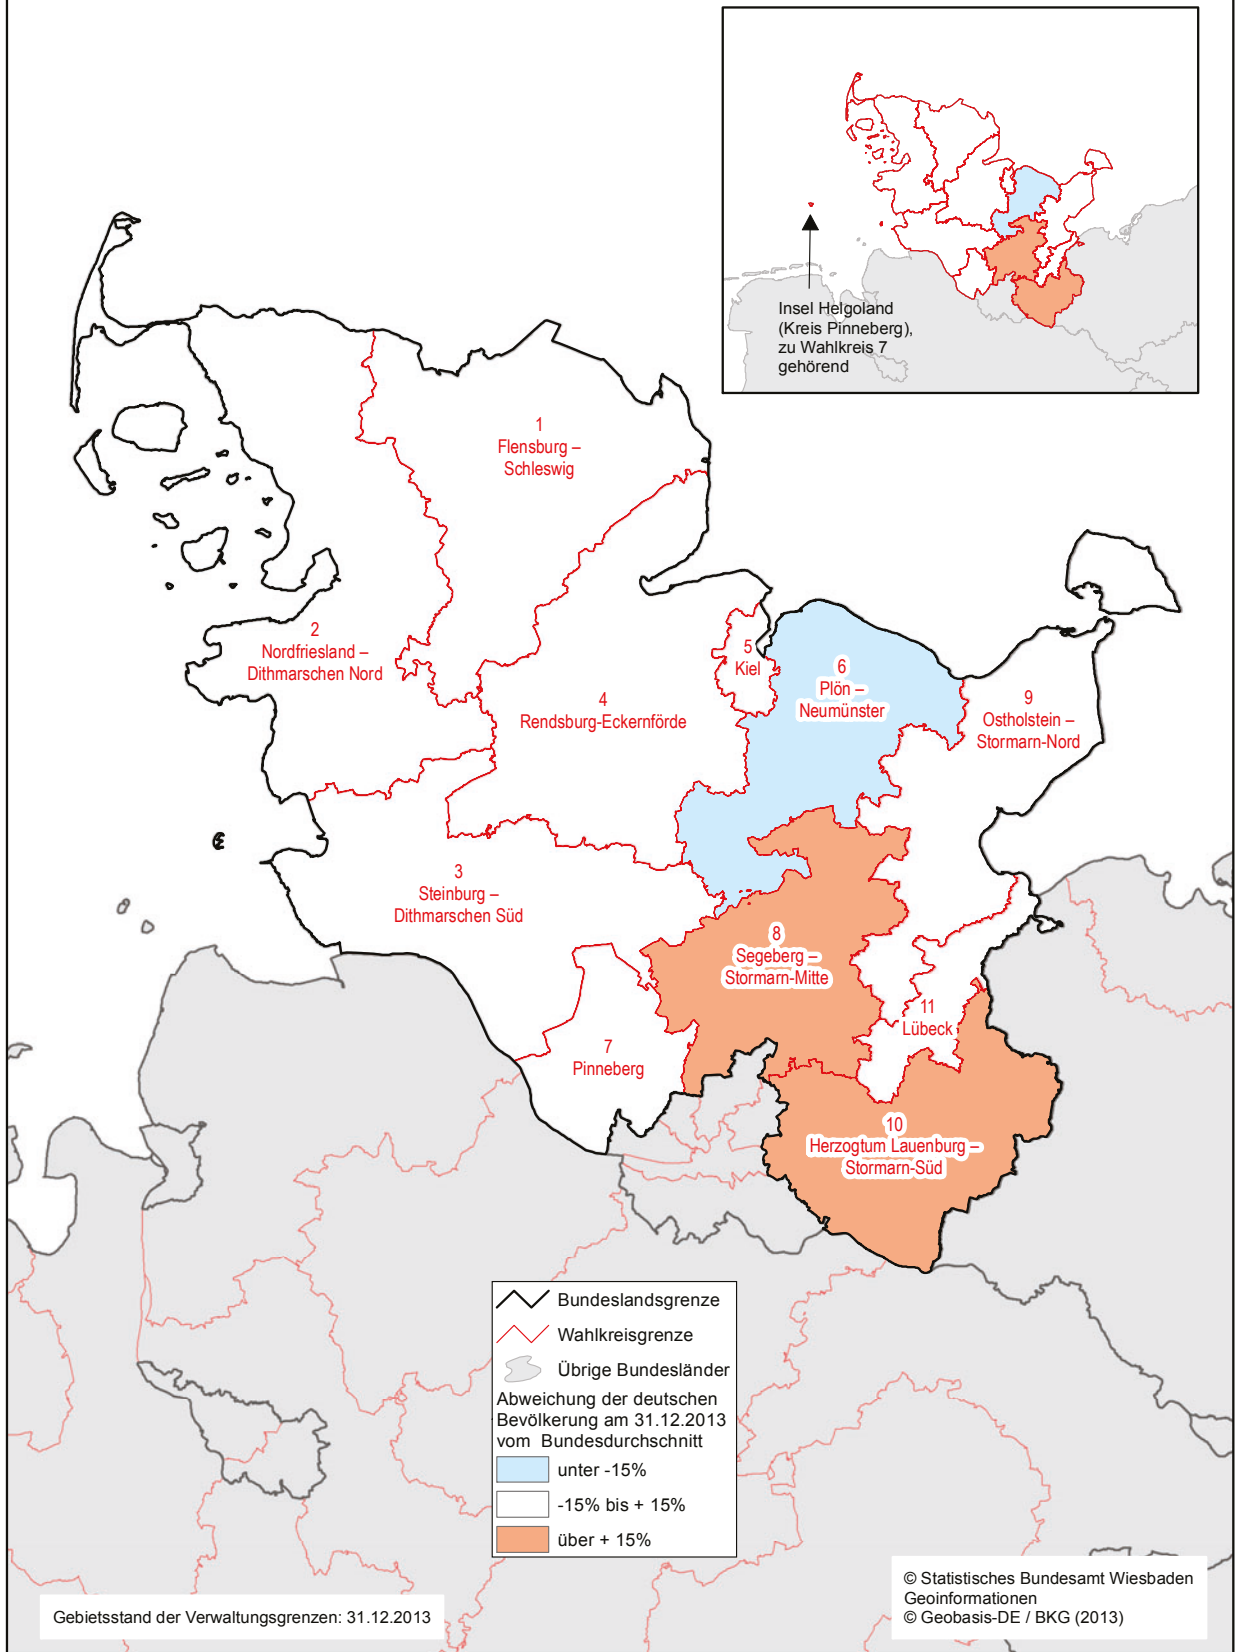 Insel Helgoland
(Kreis Pinneberg),
zu Wahlkreis 7
gehörend
1
Flensburg –
Schleswig
2
Nordfriesland –
Dithmarschen Nord
5
Kiel
6
Plön –
Neumünster
4
Rendsburg-Eckernförde
9
Ostholstein –
Stormarn-Nord
3
Steinburg –
Dithmarschen Süd
8
Segeberg –
Stormarn-Mitte
11
Lübeck
7
Pinneberg
10
Herzogtum Lauenburg –
Stormarn-Süd
Bundeslandsgrenze
Wahlkreisgrenze
Übrige Bundesländer
Abweichung der deutschen
Bevölkerung am 31.12.2013
vom Bundesdurchschnitt
unter -15%
-15% bis + 15%
über + 15%
Gebietsstand der Verwaltungsgrenzen: 31.12.2013
© Statistisches Bundesamt Wiesbaden
Geoinformationen
© Geobasis-DE / BKG (2013)